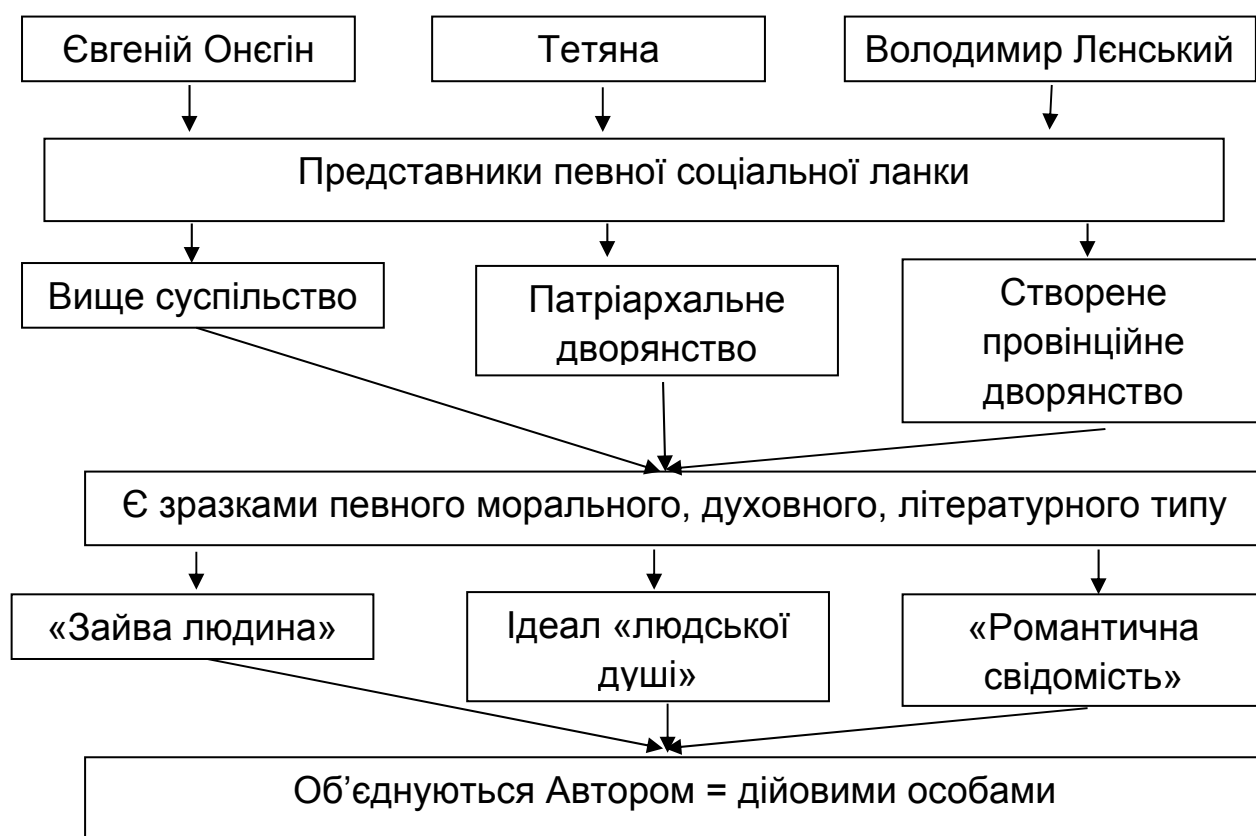 Євгеній Онєгін
Тетяна
Володимир Лєнський
Представники певної соціальної ланки
Вище суспільство
Патріархальне
дворянство
Створене
провінційне
дворянство
Є зразками певного морального, духовного, літературного типу
«Зайва людина»
Ідеал «людської
душі»
«Романтична
свідомість»
Об’єднуються Автором = дійовими особами